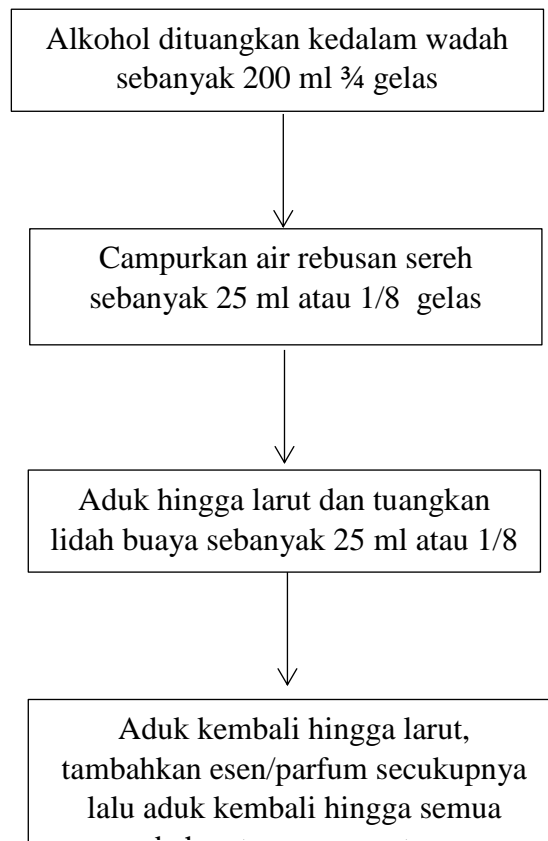 Alkohol dituangkan kedalam wadah
sebanyak 200 ml ¾ gelas
Campurkan air rebusan sereh
sebanyak 25 ml atau 1/8 gelas
Aduk hingga larut dan tuangkan
lidah buaya sebanyak 25 ml atau 1/8
Aduk kembali hingga larut,
tambahkan esen/parfum secukupnya
lalu aduk kembali hingga semua